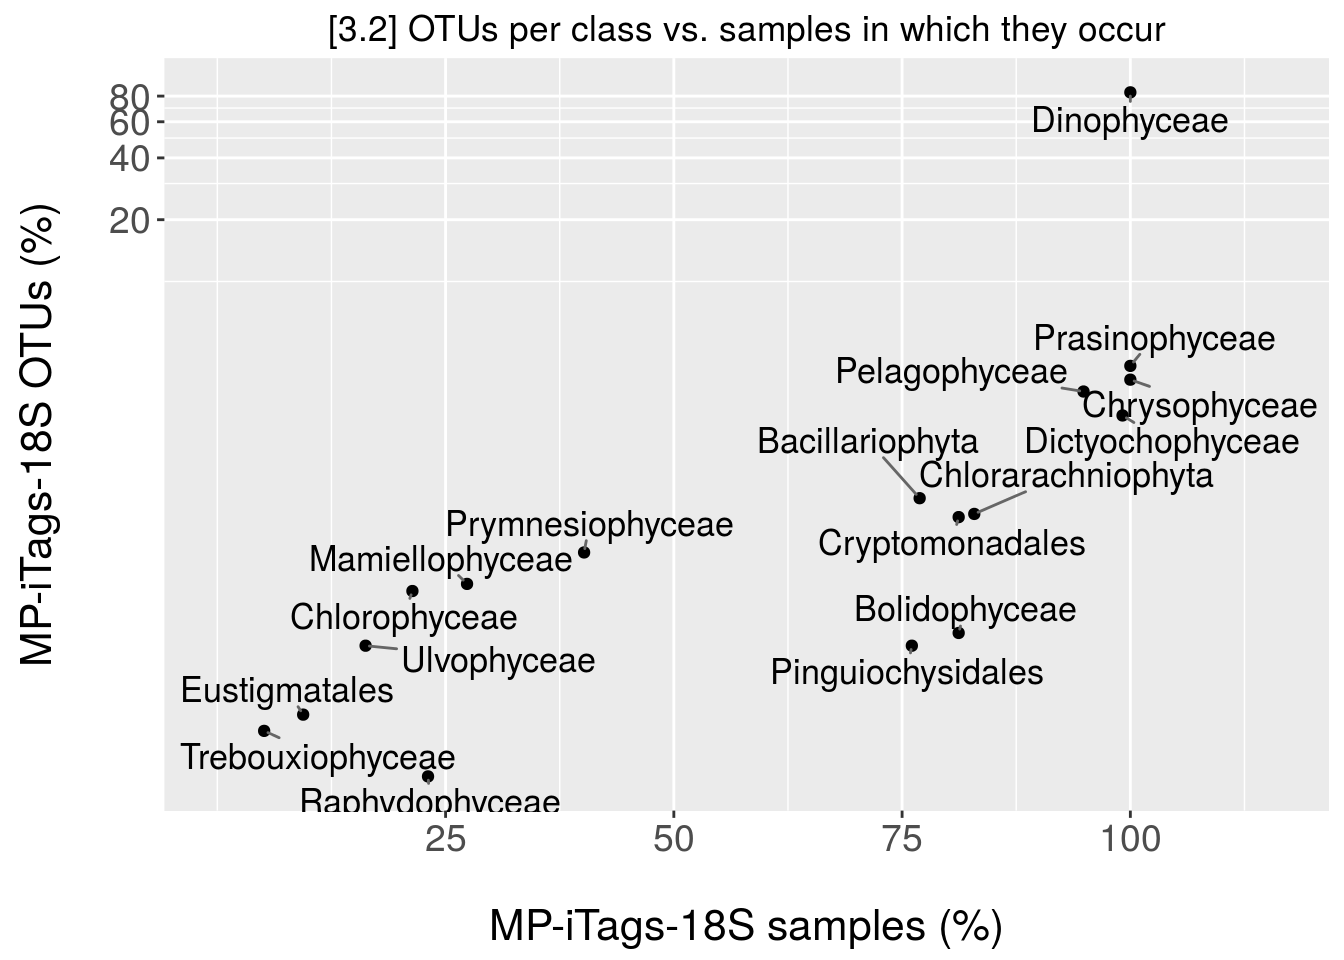 [3.2] OTUs per class vs. samples in which they occur
80
60
40
20
MP-iTags-18S OTUs (%)
Dinophyceae
Prasinophyceae
Pelagophyceae
Chrysophyceae
Bacillariophyta
Dictyochophyceae
Chlorarachniophyta
Prymnesiophyceae
Cryptomonadales
Mamiellophyceae
Chlorophyceae
Bolidophyceae
Ulvophyceae
Pinguiochysidales
Eustigmatales
Trebouxiophyceae
Raphydophyceae
25
50
75
100
MP-iTags-18S samples (%)